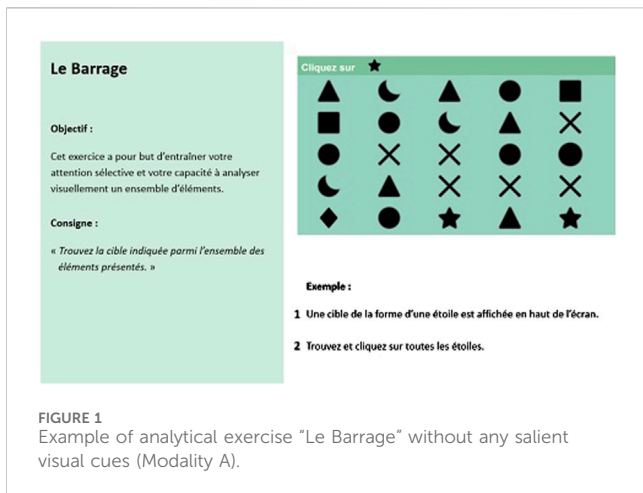 Le Barrage
Objectif :
Cet exercice a pour but d'entraîner votre
attention sélective et votre capacité à analyser
visuellement un ensemble d'éléments.
Consigne :
« Trouvez la cible indiquée parmi l'ensemble des
éléments présentés. »
Cliquez sur
Exemple :
1 Une cible de la forme d'une étoile est affichée en haut de l'écran.
2 Trouvez et cliquez sur toutes les étoiles.
FIGURE 1
Example of analytical exercise "Le Barrage" without any salient
visual cues (Modality A).